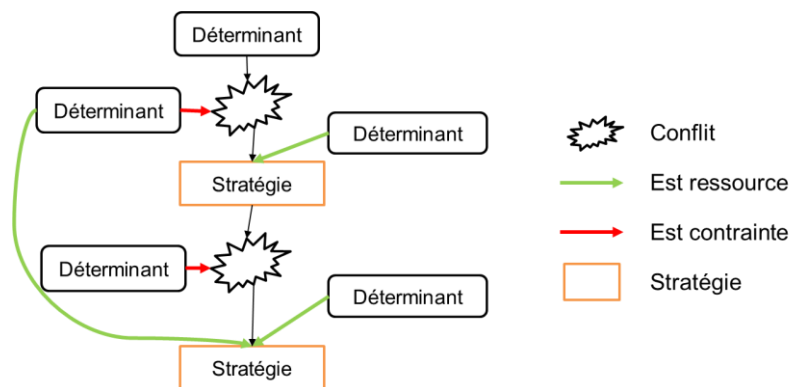 Déterminant
Déterminant
Déterminant
Stratégie
Déterminant
Déterminant
Stratégie
Conflit
Est ressource
Est contrainte
Stratégie